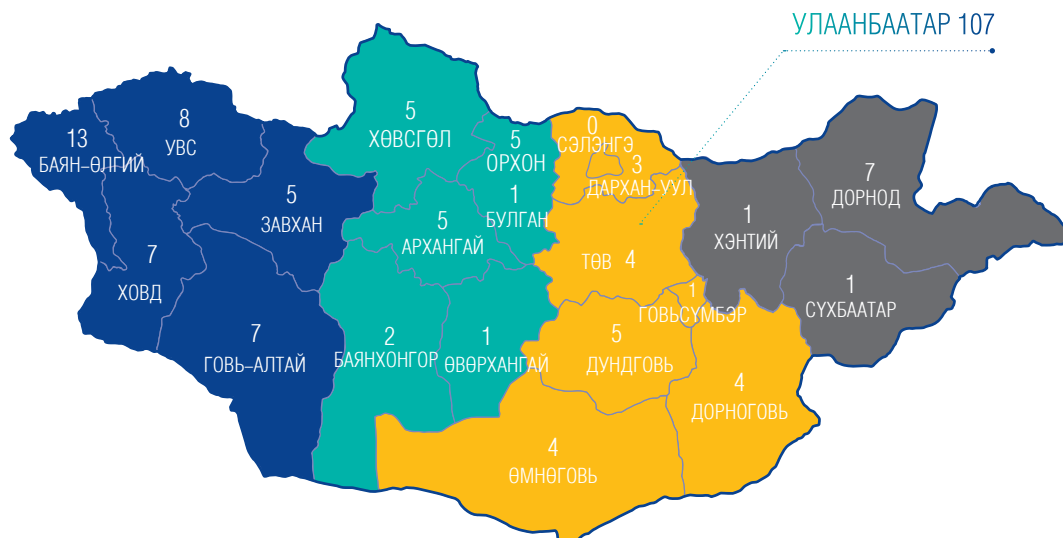 УЛААНБААТАР 107
13
БАЯН–ӨЛГИЙ
8
УВС
5
ЗАВХАН
7
ХОВД
7
ГОВЬ–АЛТАЙ
5
ХӨВСГӨЛ
5
ОРХОН
1
БУЛГАН
5
АРХАНГАЙ
2
БАЯНХОНГОР
1
ӨВӨРХАНГАЙ
0
СЭЛЭНГЭ
3
ДАРХАН–УУЛ
ТӨВ 4
1
ГОВЬСҮМБЭР
5
ДУНДГОВЬ
4
ДОРНОГОВЬ
4
ӨМНӨГОВЬ
1
ХЭНТИЙ
7
ДОРНОД
1
СҮХБААТАР